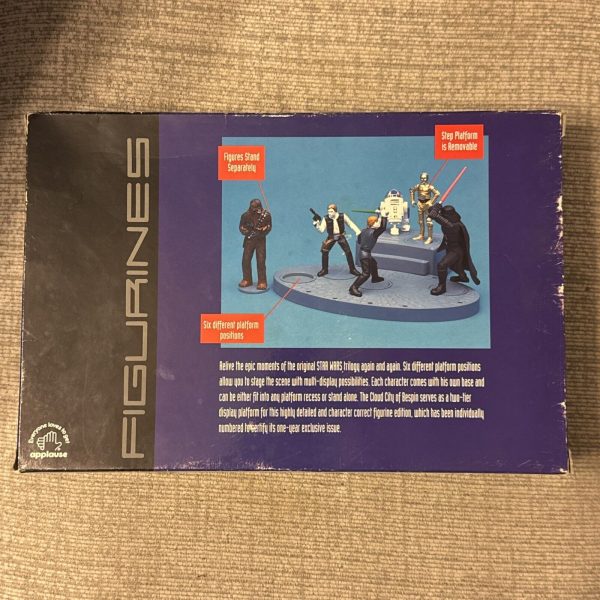 FIGURINES
Everyone loves to get
applause
Figures Stand
Separately
Step Platform
is Removable
Six different platform
positions
Relive the epic moments of the original STAR WARS trilogy again and again. Six different platform positions
allow you to stage the scene with multi-display possibilities. Each character comes with his own base and
can be either fit into any platform recess or stand alone. The Cloud City of Bespin serves as a two-tier
display platform for this highly detailed and character correct figurine edition, which has been individually
numbered to certify its one-year exclusive issue.